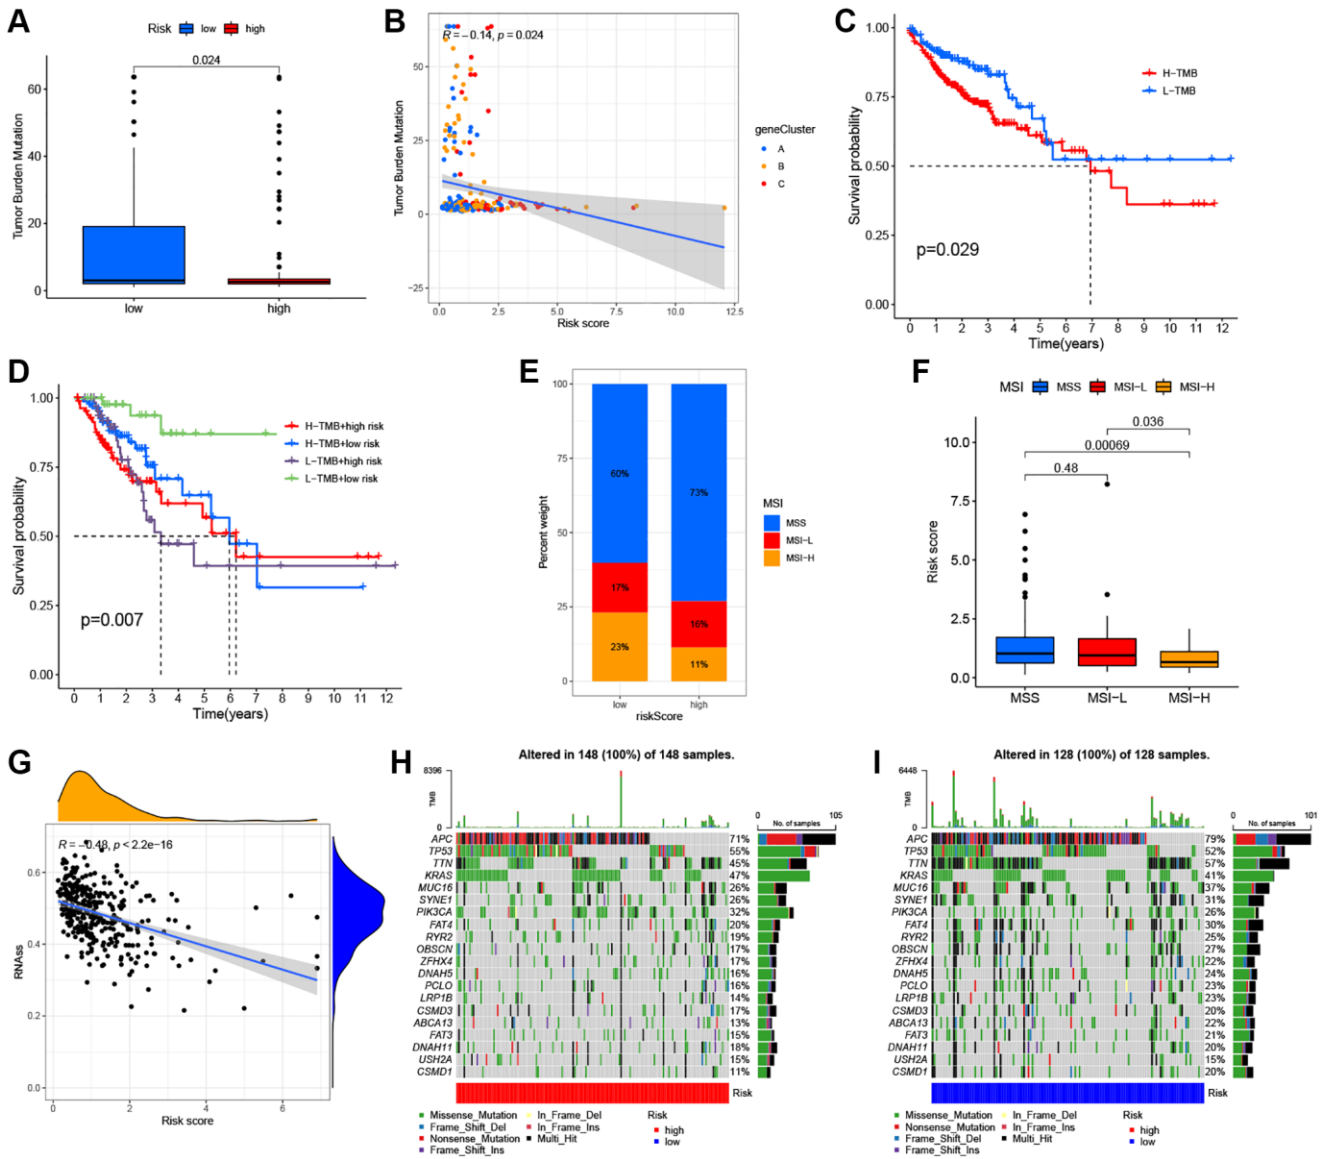 A
Risk low high
0.024
Tumor Burden Mutation
60
40
20
0
low high
B
R = −0.14, p = 0.024
Tumor Burden Mutation
50
25
0
−25
0.0 2.5 5.0 7.5 10.0 12.5
Risk score
geneCluster
A
B
C
C
Survival probability
1.00
0.75
0.50
0.25
0.00
H−TMB
L−TMB
p=0.029
0 1 2 3 4 5 6 7 8 9 10 11 12
Time(years)
D
Survival probability
1.00
0.75
0.50
0.25
0.00
H−TMB+high risk
H−TMB+low risk
L−TMB+high risk
L−TMB+low risk
p=0.007
0 1 2 3 4 5 6 7 8 9 10 11 12
Time(years)
E
Percent weight
100
75
50
25
0
60%
17%
23%
73%
16%
11%
low high
riskScore
MSI
MSS
MSI−L
MSI−H
F
MSI MSS MSI−L MSI−H
0.036
0.00069
0.48
Risk score
10.0
7.5
5.0
2.5
0.0
MSS MSI−L MSI−H
G
R = −0.48, p < 2.2e−16
RNAss
0.6
0.4
0.2
0.0
0 2 4 6
Risk score
H
Altered in 148 (100%) of 148 samples.
8396
TMB
0
0 105
No. of samples
APC 71%
TP53 55%
TTN 45%
KRAS 47%
MUC16 26%
SYNE1 26%
PIK3CA 32%
FAT4 20%
RYR2 19%
OBSCN 17%
ZFHX4 17%
DNAH5 16%
PCLO 16%
LRP1B 14%
CSMD3 17%
ABCA13 13%
FAT3 15%
DNAH11 18%
USH2A 15%
CSMD1 11%
Risk
Missense_Mutation
Frame_Shift_Del
Nonsense_Mutation
Frame_Shift_Ins
In_Frame_Del
In_Frame_Ins
Multi_Hit
Risk
high
low
I
Altered in 128 (100%) of 128 samples.
6448
TMB
0
0 101
No. of samples
APC 79%
TP53 52%
TTN 57%
KRAS 41%
MUC16 37%
SYNE1 31%
PIK3CA 26%
FAT4 30%
RYR2 25%
OBSCN 27%
ZFHX4 22%
DNAH5 24%
PCLO 23%
LRP1B 23%
CSMD3 20%
ABCA13 22%
FAT3 21%
DNAH11 20%
USH2A 15%
CSMD1 20%
Risk
Missense_Mutation
Nonsense_Mutation
Frame_Shift_Del
Frame_Shift_Ins
In_Frame_Del
In_Frame_Ins
Multi_Hit
Risk
high
low